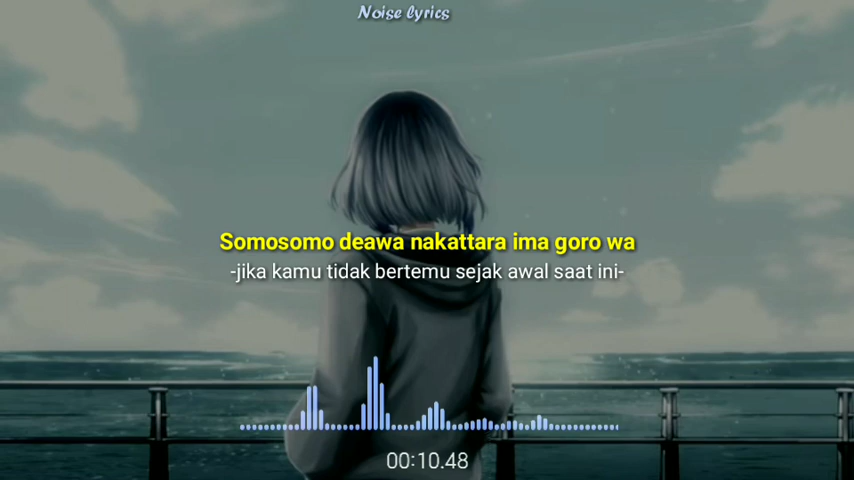 Noise lyrics
Somosomo deawa nakattara ima goro wa
-jika kamu tidak bertemu sejak awal saat ini-
00:10.48